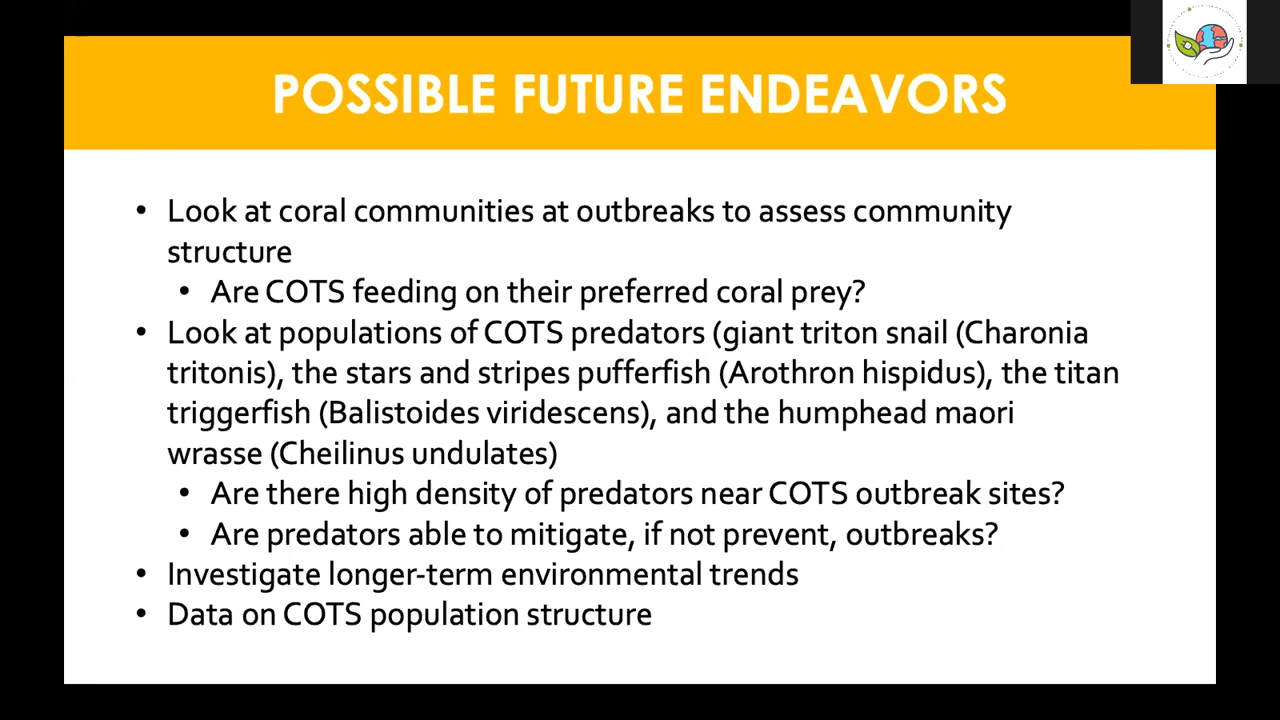 POSSIBLE FUTURE ENDEAVORS
• Look at coral communities at outbreaks to assess community
structure
• Are COTS feeding on their preferred coral prey?
• Look at populations of COTS predators (giant triton snail (Charonia
tritonis), the stars and stripes pufferfish (Arothron hispidus), the titan
triggerfish (Balistoides viridescens), and the humphead maori
wrasse (Cheilinus undulates)
• Are there high density of predators near COTS outbreak sites?
• Are predators able to mitigate, if not prevent, outbreaks?
• Investigate longer-term environmental trends
• Data on COTS population structure